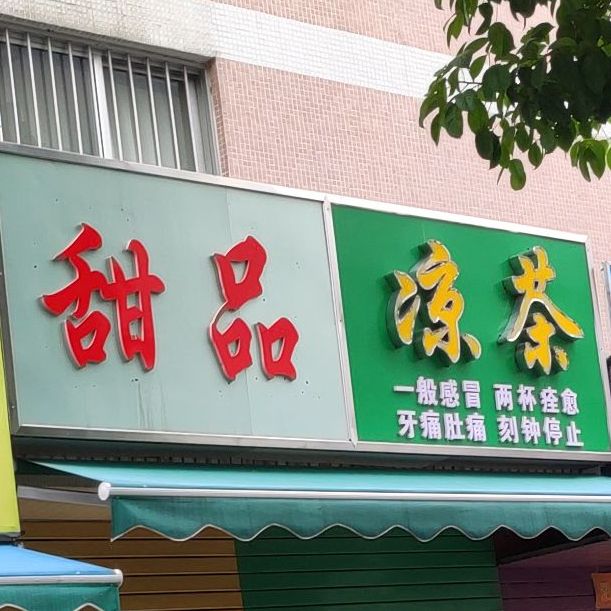 甜品
凉茶
一般感冒 两杯痊愈
牙痛肚痛 刻钟停止